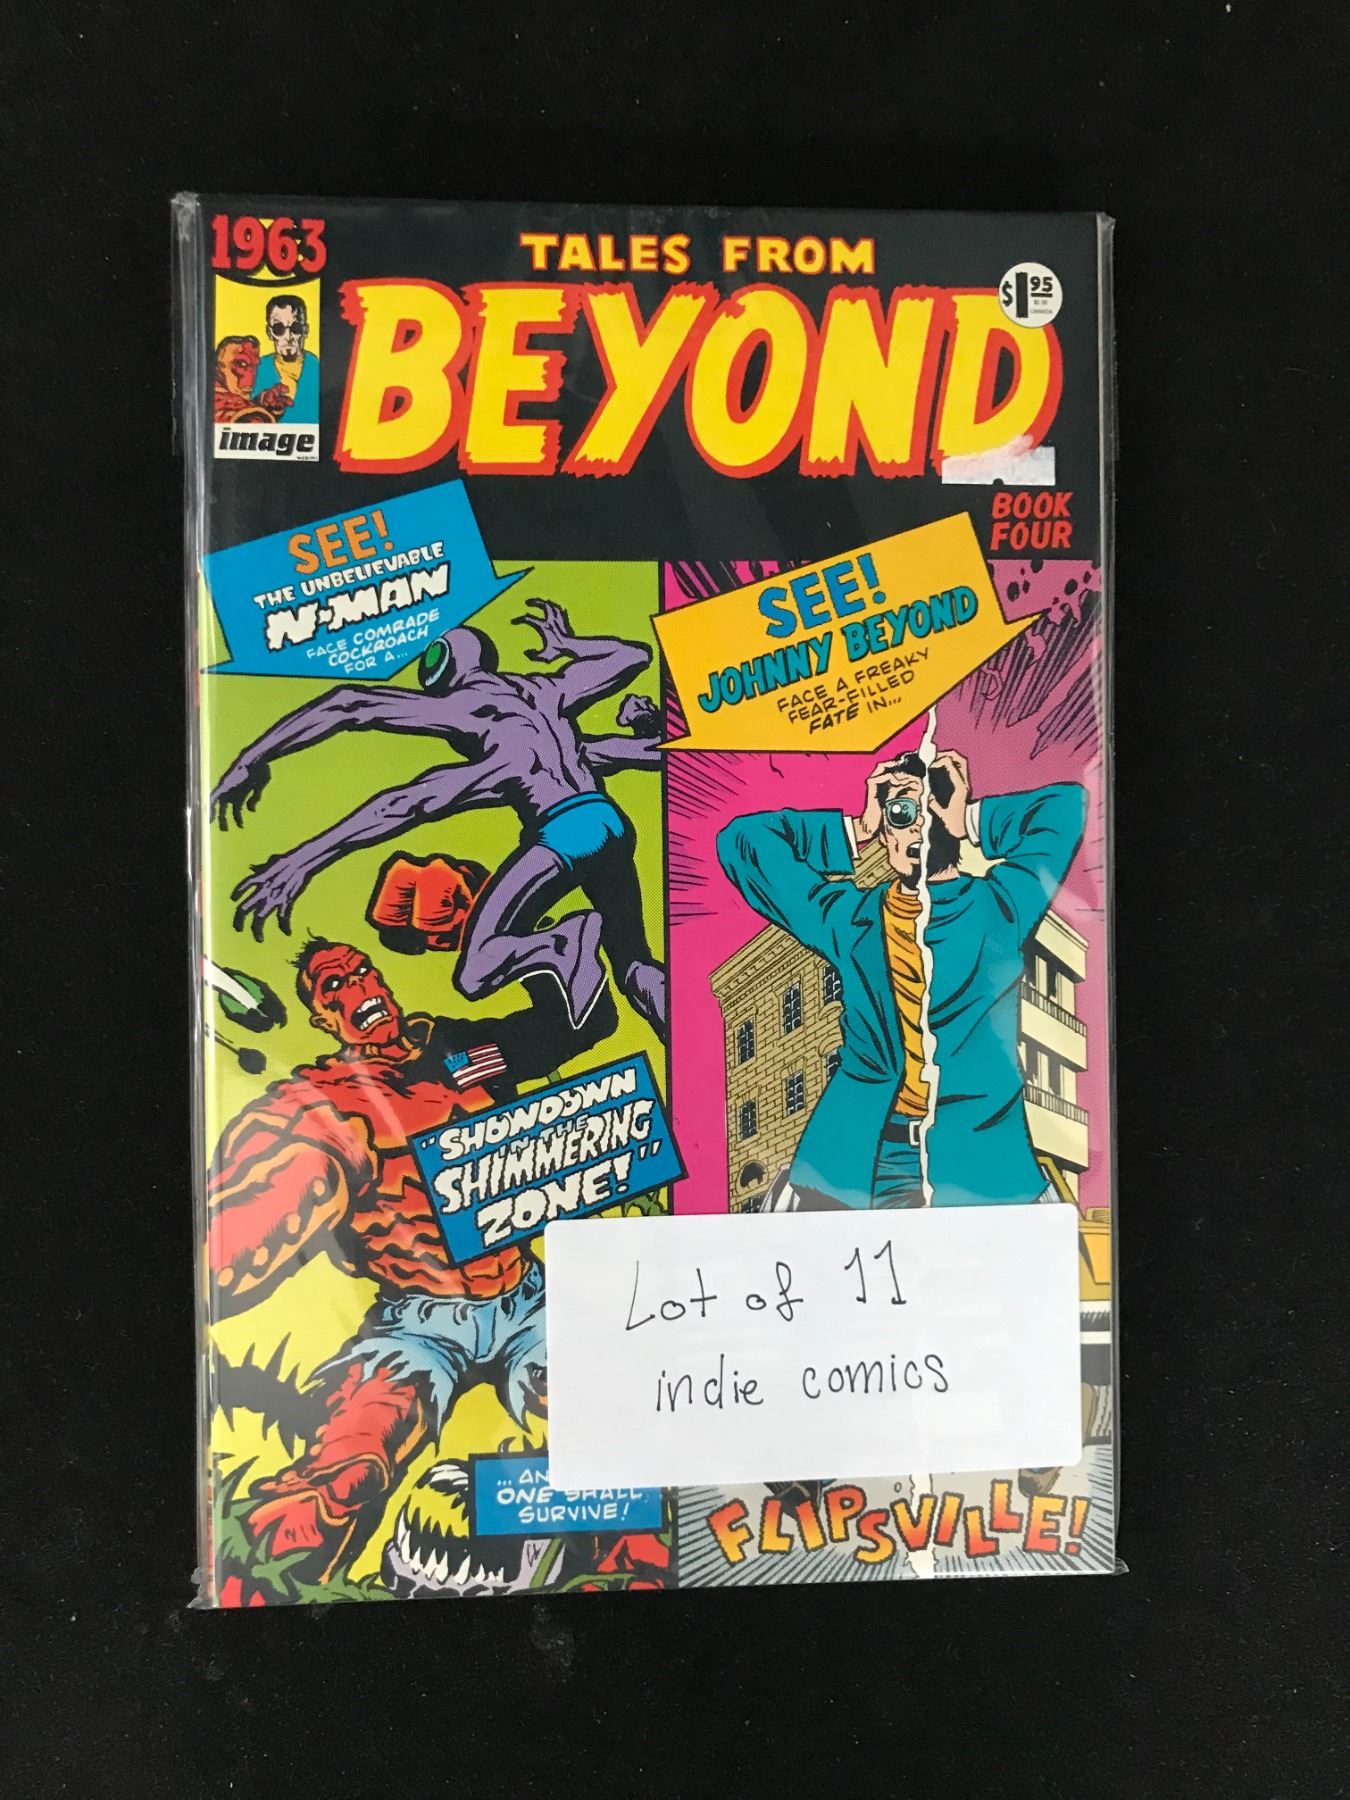 1963
TALES FROM
BEYOND
$1 95
CANADA
image
BOOK
FOUR
SEE!
THE UNBELIEVABLE
N-MAN
FACE COMRADE
COCKROACH
FOR A...
SEE!
JOHNNY BEYOND
FACE A FREAKY
FEAR-FILLED
FATE IN...
"SHOWDOWN
IN THE
SHIMMERING
ZONE!"
Lot of 11
indie comics
...AN
ONE SHALL
SURVIVE!
FLIPSVILLE!